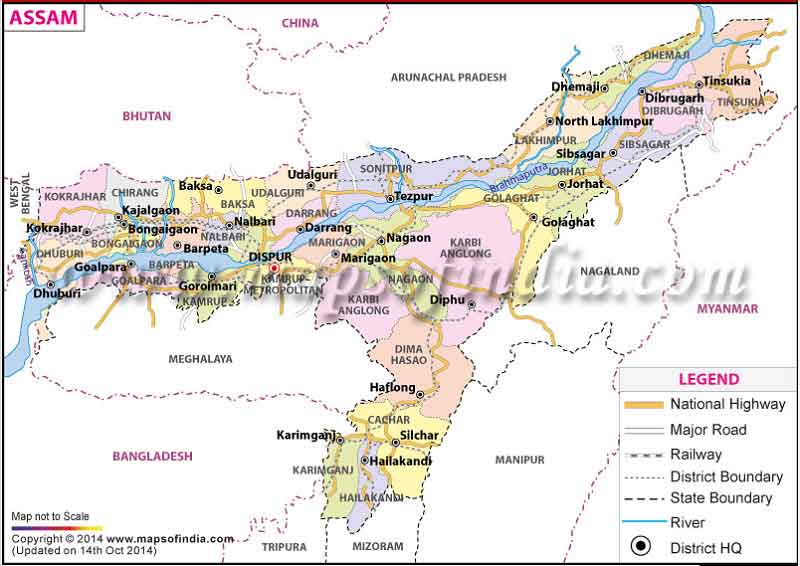 ASSAM
CHINA
ARUNACHAL PRADESH
BHUTAN
WEST
BENGAL
DHEMAJI
Dhemaji
Tinsukia
TINSUKIA
Dibrugarh
DIBRUGARH
North Lakhimpur
LAKHIMPUR
SIBSAGAR
Sibsagar
Brahmaputra
JORHAT
Jorhat
SONITPUR
Tezpur
GOLAGHAT
Golaghat
Udalguri
UDALGURI
Baksa
BAKSA
KOKRAJHAR
CHIRANG
Kajalgaon
Kokrajhar
Bongaigaon
BONGAIGAON
Nalbari
NALBARI
DARRANG
Darrang
DHUBURI
Barpeta
BARPETA
MARIGAON
Marigaon
Nagaon
NAGAON
KARBI
ANGLONG
Goalpara
GOALPARA
DISPUR
KAMRUP
METROPOLITAN
Goroimari
KAMRUP
Dhuburi
KARBI
ANGLONG
Diphu
NAGALAND
MYANMAR
MEGHALAYA
DIMA
HASAO
Haflong
CACHAR
Karimganj
Silchar
KARIMGANJ
Hailakandi
HAILAKANDI
BANGLADESH
MANIPUR
TRIPURA
MIZORAM
LEGEND
National Highway
Major Road
Railway
District Boundary
State Boundary
River
District HQ
Map not to Scale
Copyright © 2014 www.mapsofindia.com
(Updated on 14th Oct 2014)